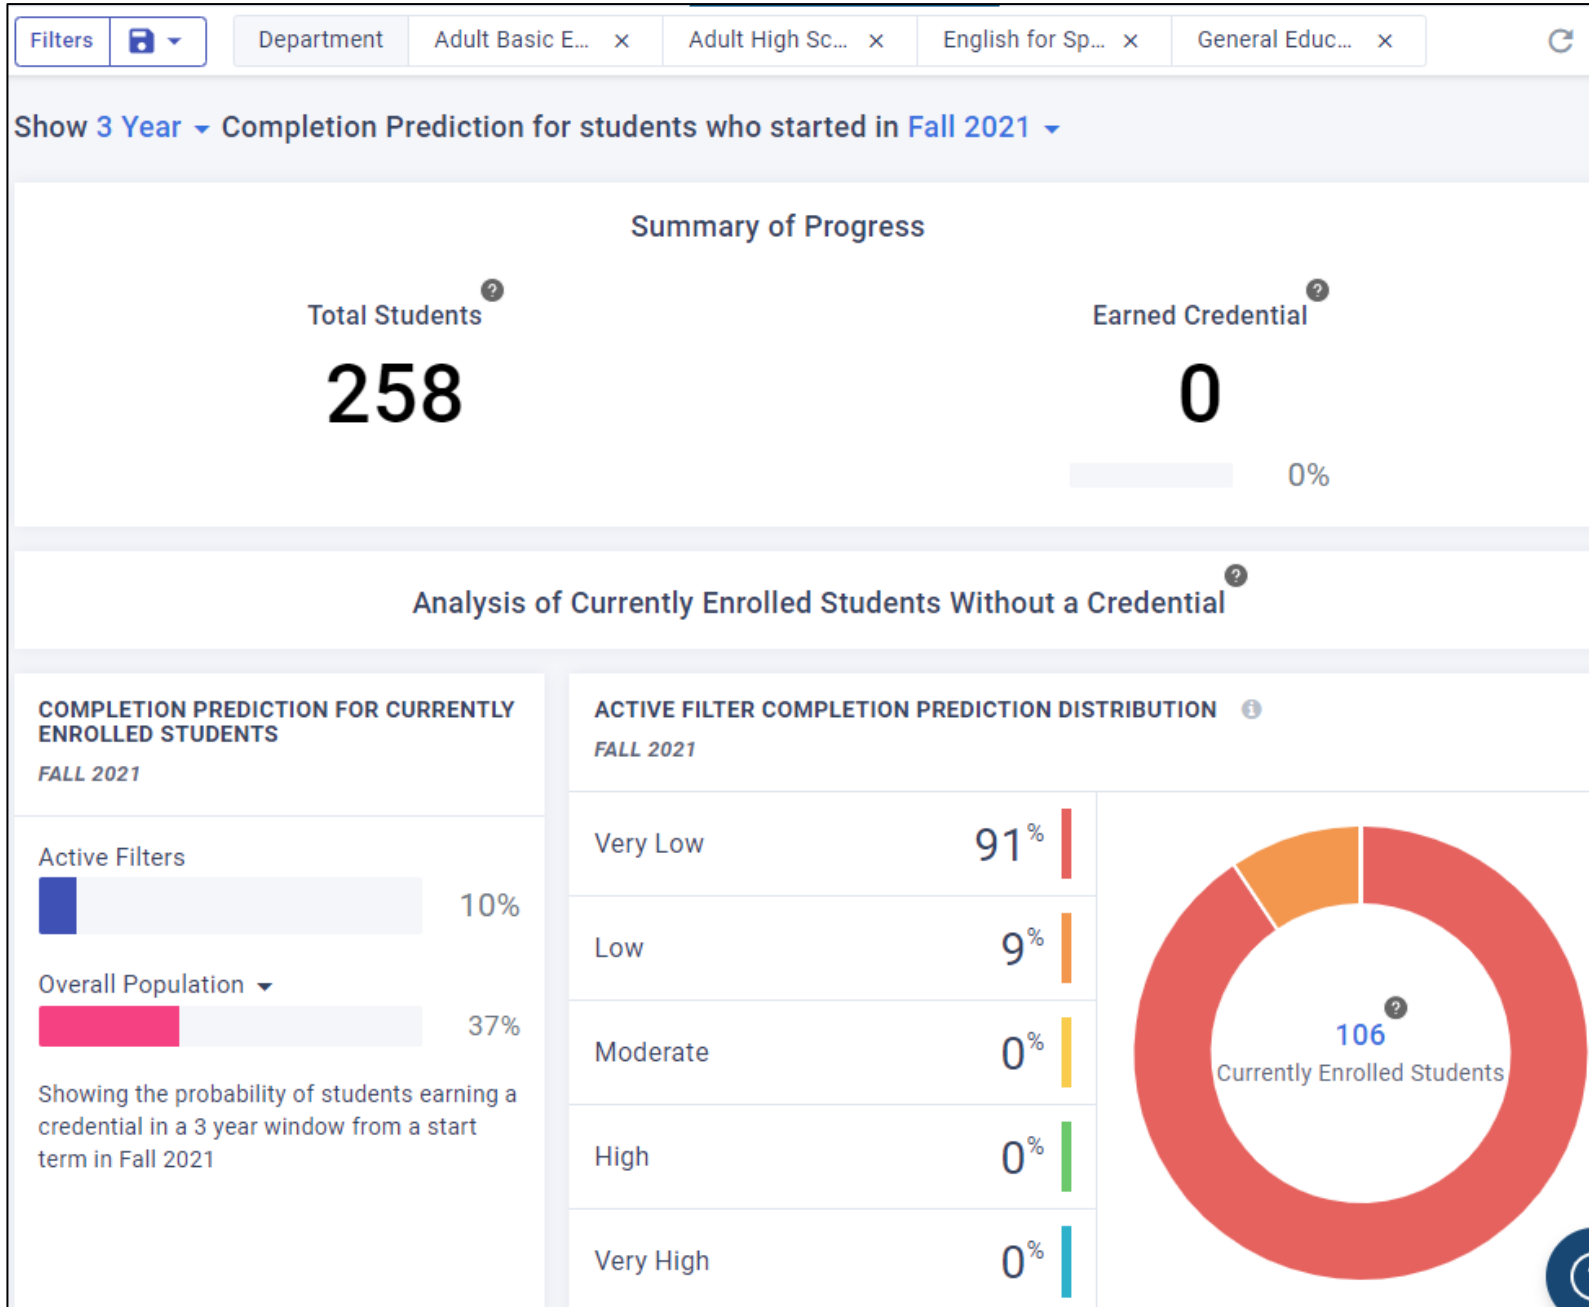 Filters
Department
Adult Basic E... ×
Adult High Sc... ×
English for Sp... ×
General Educ... ×
Show 3 Year Completion Prediction for students who started in Fall 2021
Summary of Progress
Total Students ?
258
Earned Credential ?
0
0%
Analysis of Currently Enrolled Students Without a Credential ?
COMPLETION PREDICTION FOR CURRENTLY
ENROLLED STUDENTS
FALL 2021
Active Filters
10%
Overall Population
37%
Showing the probability of students earning a
credential in a 3 year window from a start
term in Fall 2021
ACTIVE FILTER COMPLETION PREDICTION DISTRIBUTION i
FALL 2021
Very Low 91%
Low 9%
Moderate 0%
High 0%
Very High 0%
106 ?
Currently Enrolled Students